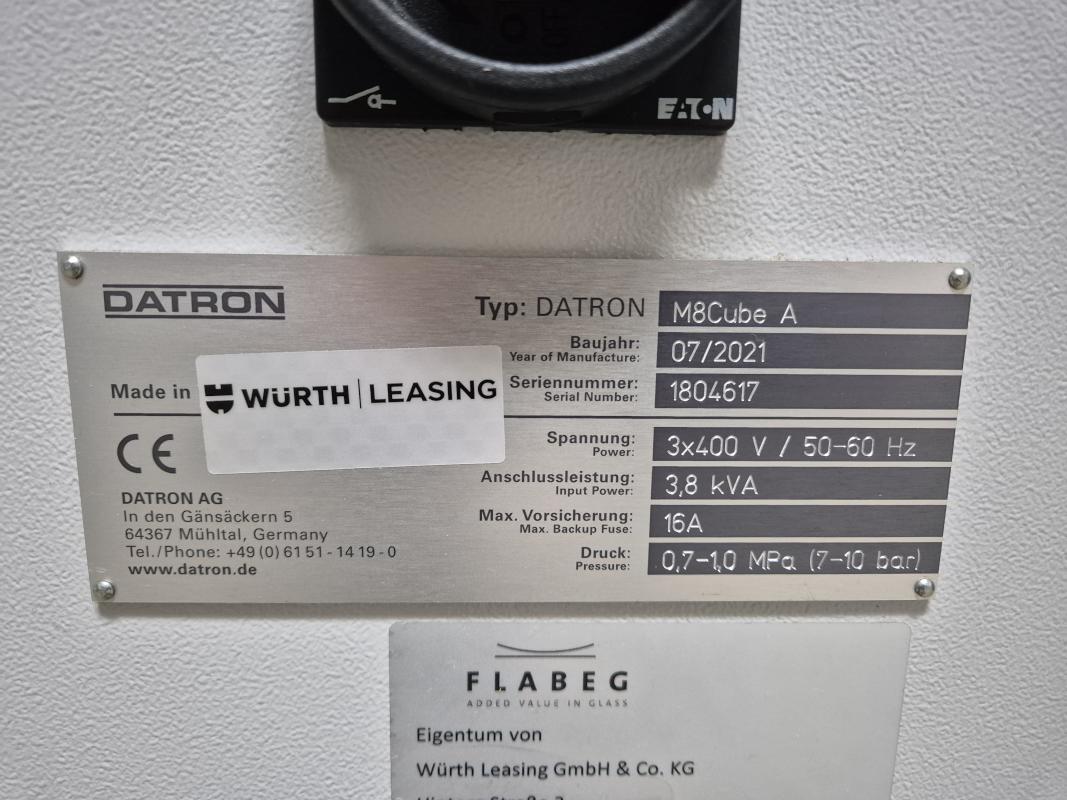 OFF
EATON
DATRON
Typ: DATRON M8Cube A
Baujahr: 07/2021
Year of Manufacture:
Made in
WÜRTH | LEASING
Seriennummer: 1804617
Serial Number:
CE
Spannung: 3x400 V / 50-60 Hz
Power:
Anschlussleistung: 3,8 kVA
Input Power:
Max. Vorsicherung: 16A
Max. Backup Fuse:
Druck: 0,7-1,0 MPa (7-10 bar)
Pressure:
DATRON AG
In den Gänsäckern 5
64367 Mühltal, Germany
Tel./Phone: +49 (0) 61 51 - 14 19 - 0
www.datron.de
FLABEG
ADDED VALUE IN GLASS
Eigentum von
Würth Leasing GmbH & Co. KG